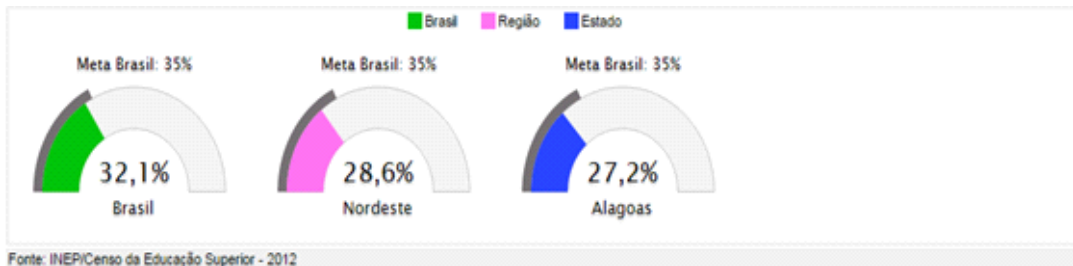 Brasil Região Estado
Meta Brasil: 35% Meta Brasil: 35% Meta Brasil: 35%
32,1% 28,6% 27,2%
Brasil Nordeste Alagoas
Fonte: INEP/Censo da Educação Superior - 2012